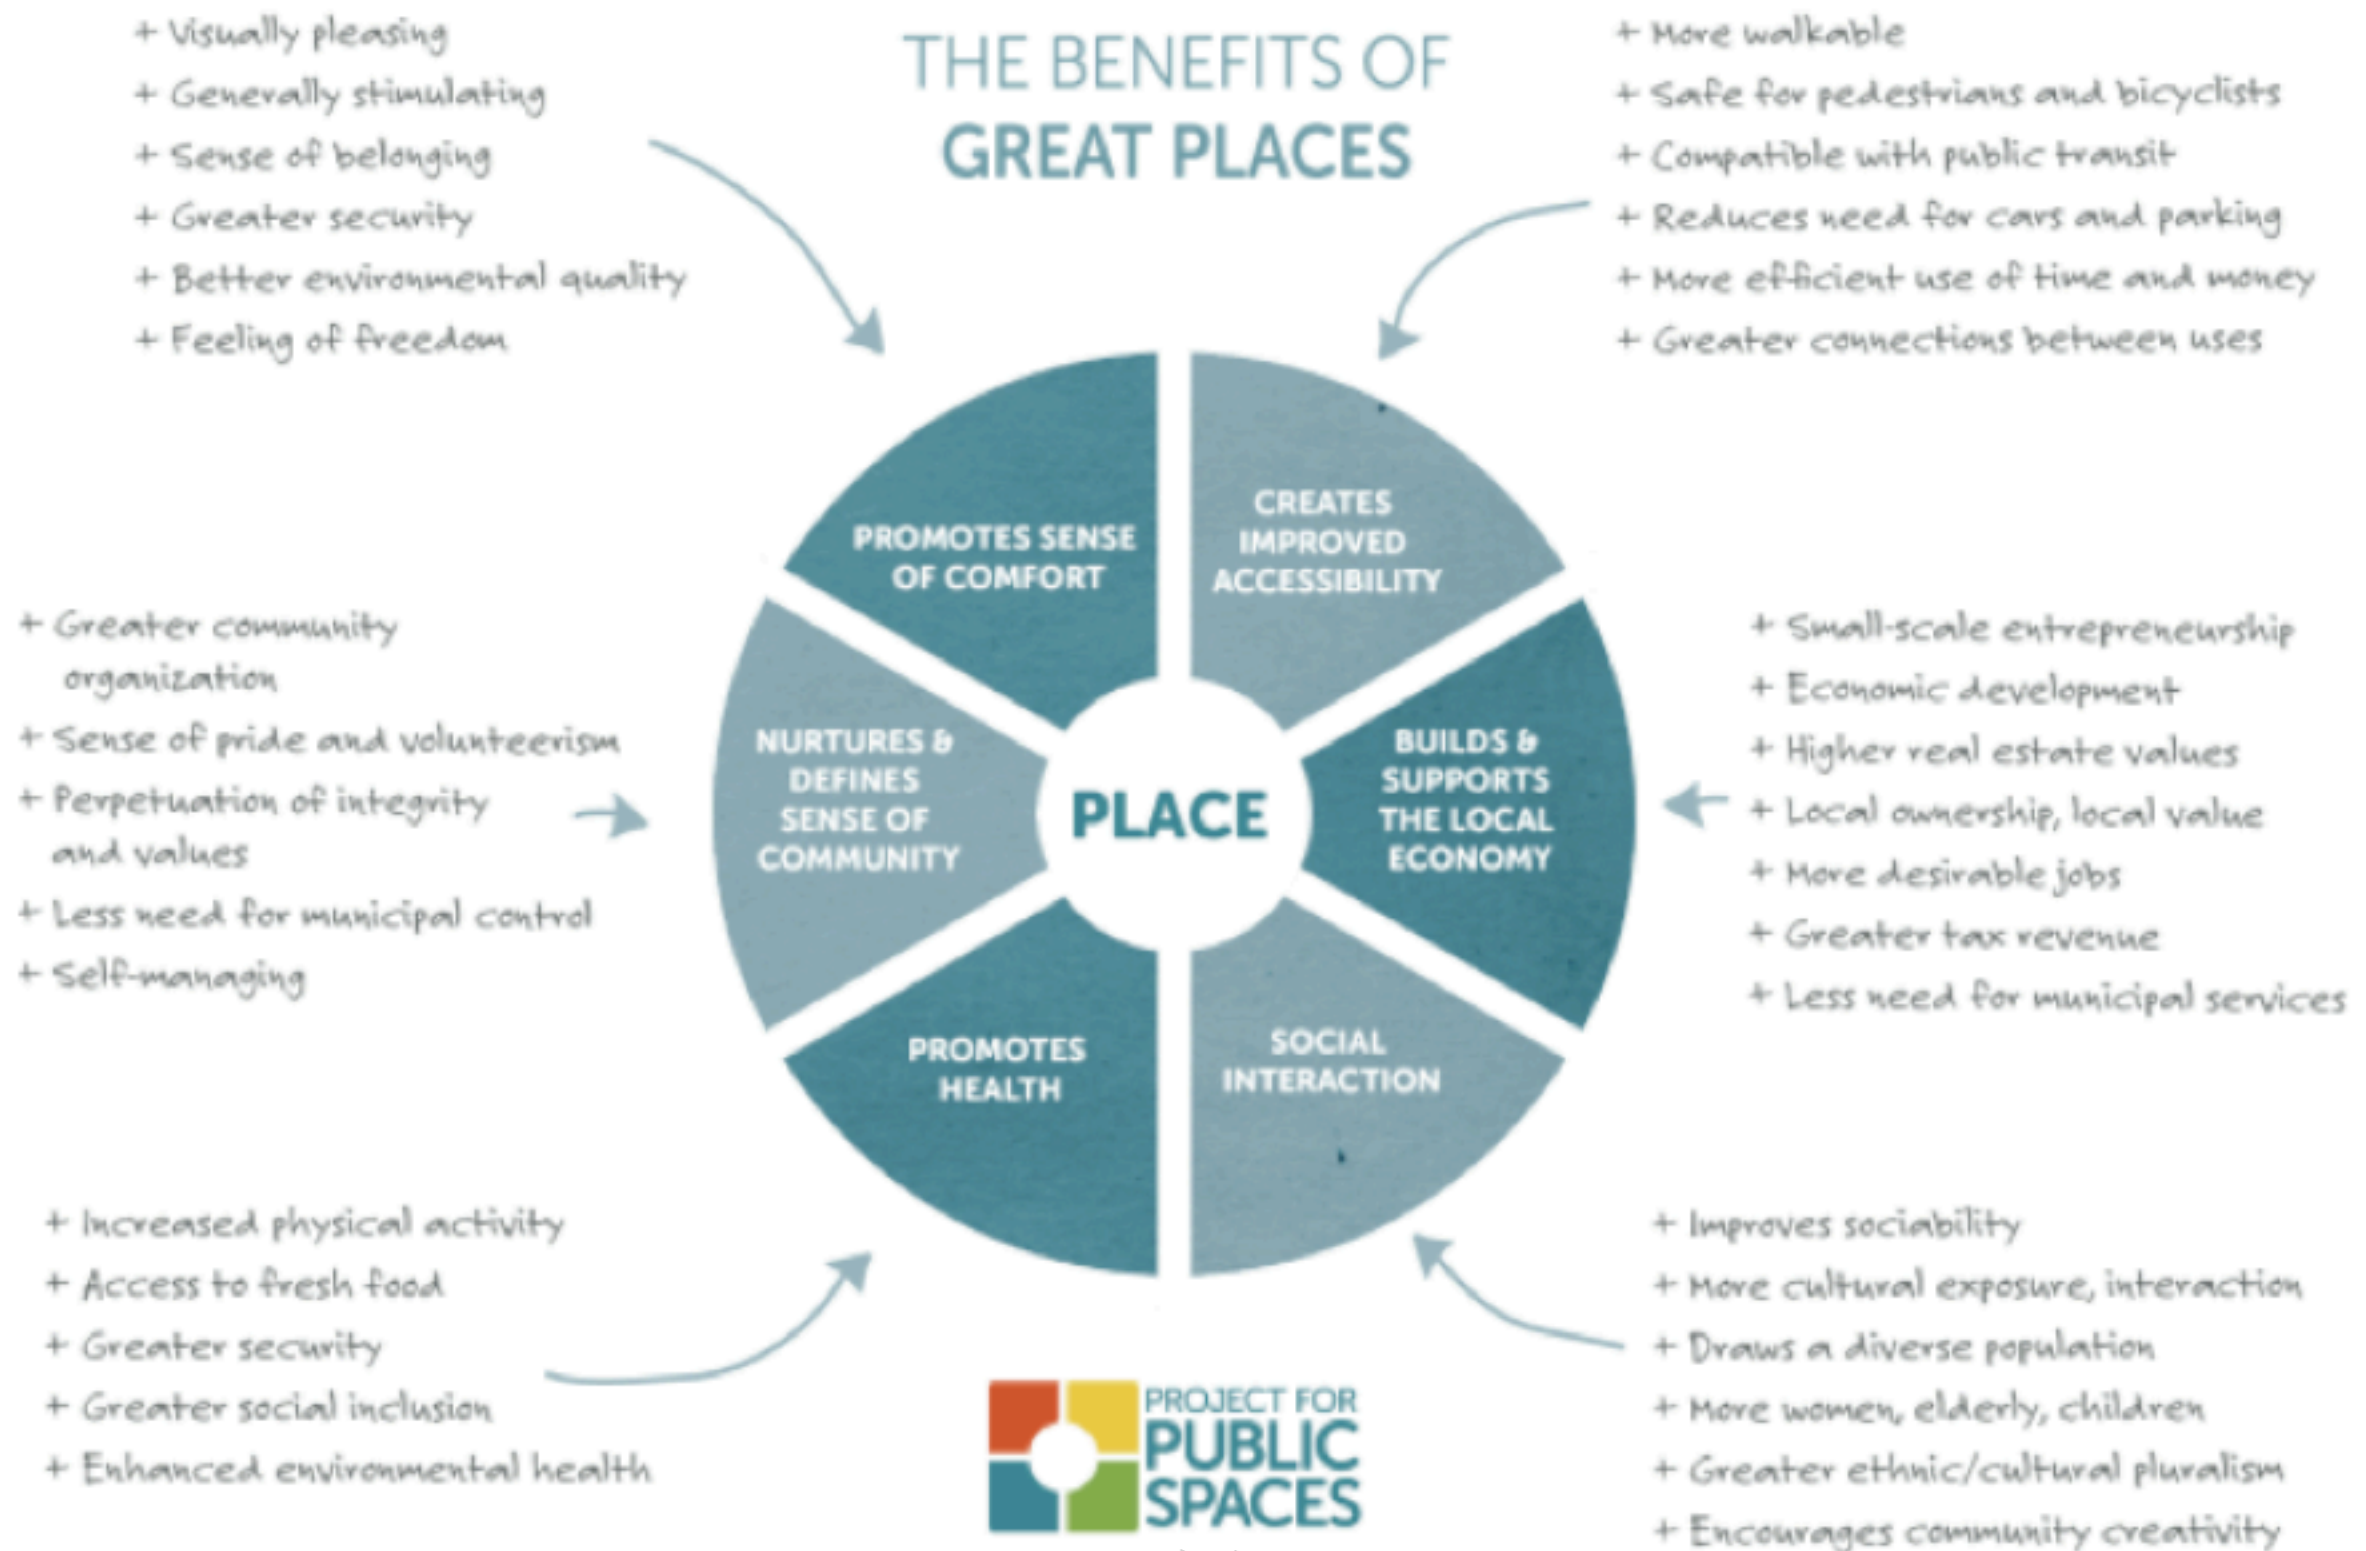 THE BENEFITS OF
GREAT PLACES
+ Visually pleasing
+ Generally stimulating
+ Sense of belonging
+ Greater security
+ Better environmental quality
+ Feeling of freedom
+ More walkable
+ Safe for pedestrians and bicyclists
+ Compatible with public transit
+ Reduces need for cars and parking
+ More efficient use of time and money
+ Greater connections between uses
PROMOTES SENSE
OF COMFORT
CREATES
IMPROVED
ACCESSIBILITY
+ Greater community
organization
+ Sense of pride and volunteerism
+ Perpetuation of integrity
and values
+ Less need for municipal control
+ Self-managing
NURTURES &
DEFINES
SENSE OF
COMMUNITY
PLACE
BUILDS &
SUPPORTS
THE LOCAL
ECONOMY
+ Small-scale entrepreneurship
+ Economic development
+ Higher real estate values
+ Local ownership, local value
+ More desirable jobs
+ Greater tax revenue
+ Less need for municipal services
PROMOTES
HEALTH
SOCIAL
INTERACTION
+ Increased physical activity
+ Access to fresh food
+ Greater security
+ Greater social inclusion
+ Enhanced environmental health
+ Improves sociability
+ More cultural exposure, interaction
+ Draws a diverse population
+ More women, elderly, children
+ Greater ethnic/cultural pluralism
+ Encourages community creativity
PROJECT FOR
PUBLIC
SPACES